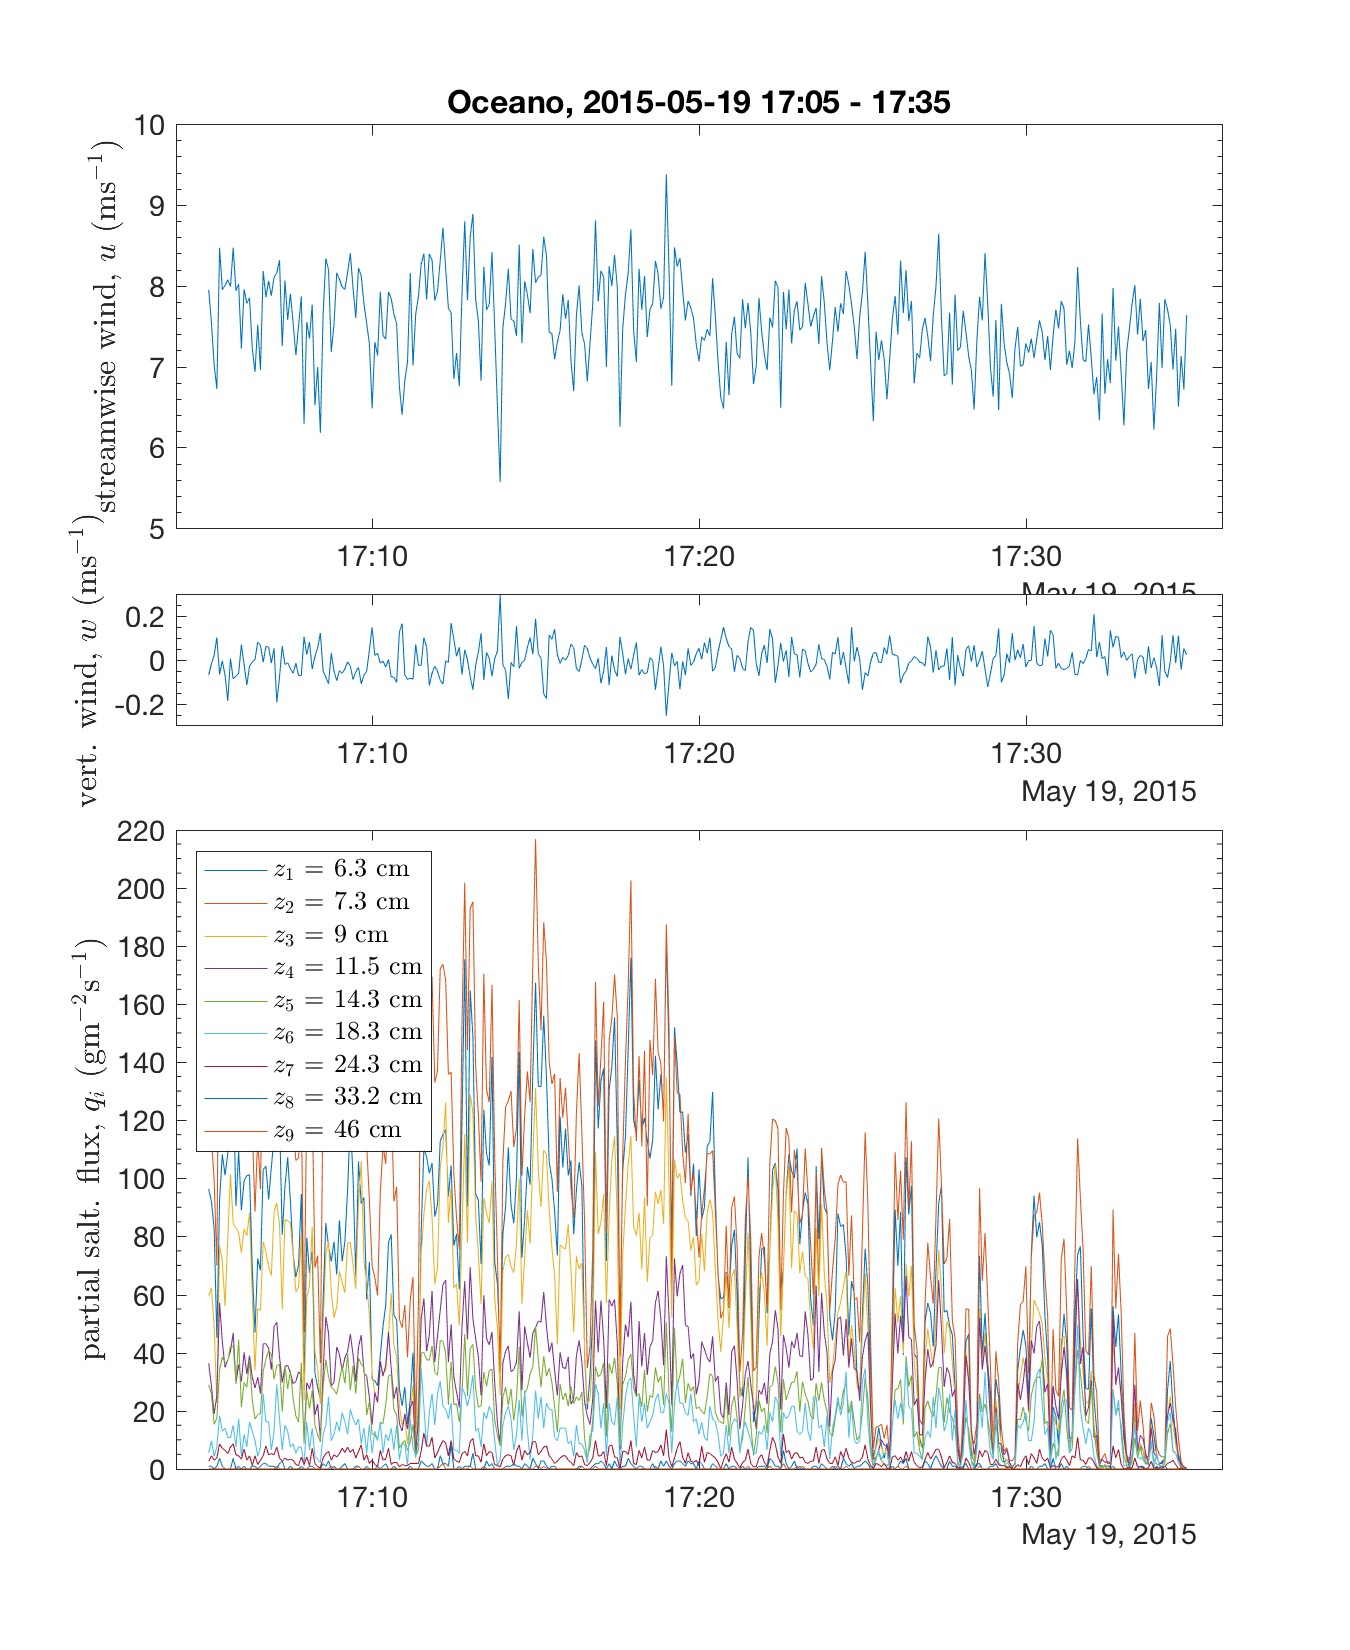 Oceano, 2015-05-19 17:05 - 17:35
streamwise wind, u (ms⁻¹)
10
9
8
7
6
5
17:10 17:20 17:30
May 19, 2015
vert. wind, w (ms⁻¹)
0.2
0
-0.2
17:10 17:20 17:30
May 19, 2015
partial salt. flux, qᵢ (gm⁻²s⁻¹)
220
200
180
160
140
120
100
80
60
40
20
0
z₁ = 6.3 cm
z₂ = 7.3 cm
z₃ = 9 cm
z₄ = 11.5 cm
z₅ = 14.3 cm
z₆ = 18.3 cm
z₇ = 24.3 cm
z₈ = 33.2 cm
z₉ = 46 cm
17:10 17:20 17:30
May 19, 2015